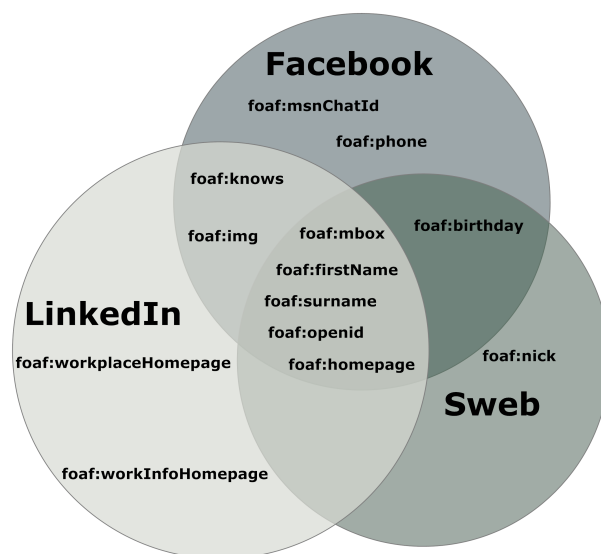 Facebook
foaf:msnChatId
foaf:phone
foaf:knows
foaf:birthday
foaf:img
foaf:mbox
foaf:firstName
foaf:surname
LinkedIn
foaf:openid
foaf:nick
foaf:workplaceHomepage
foaf:homepage
Sweb
foaf:workInfoHomepage